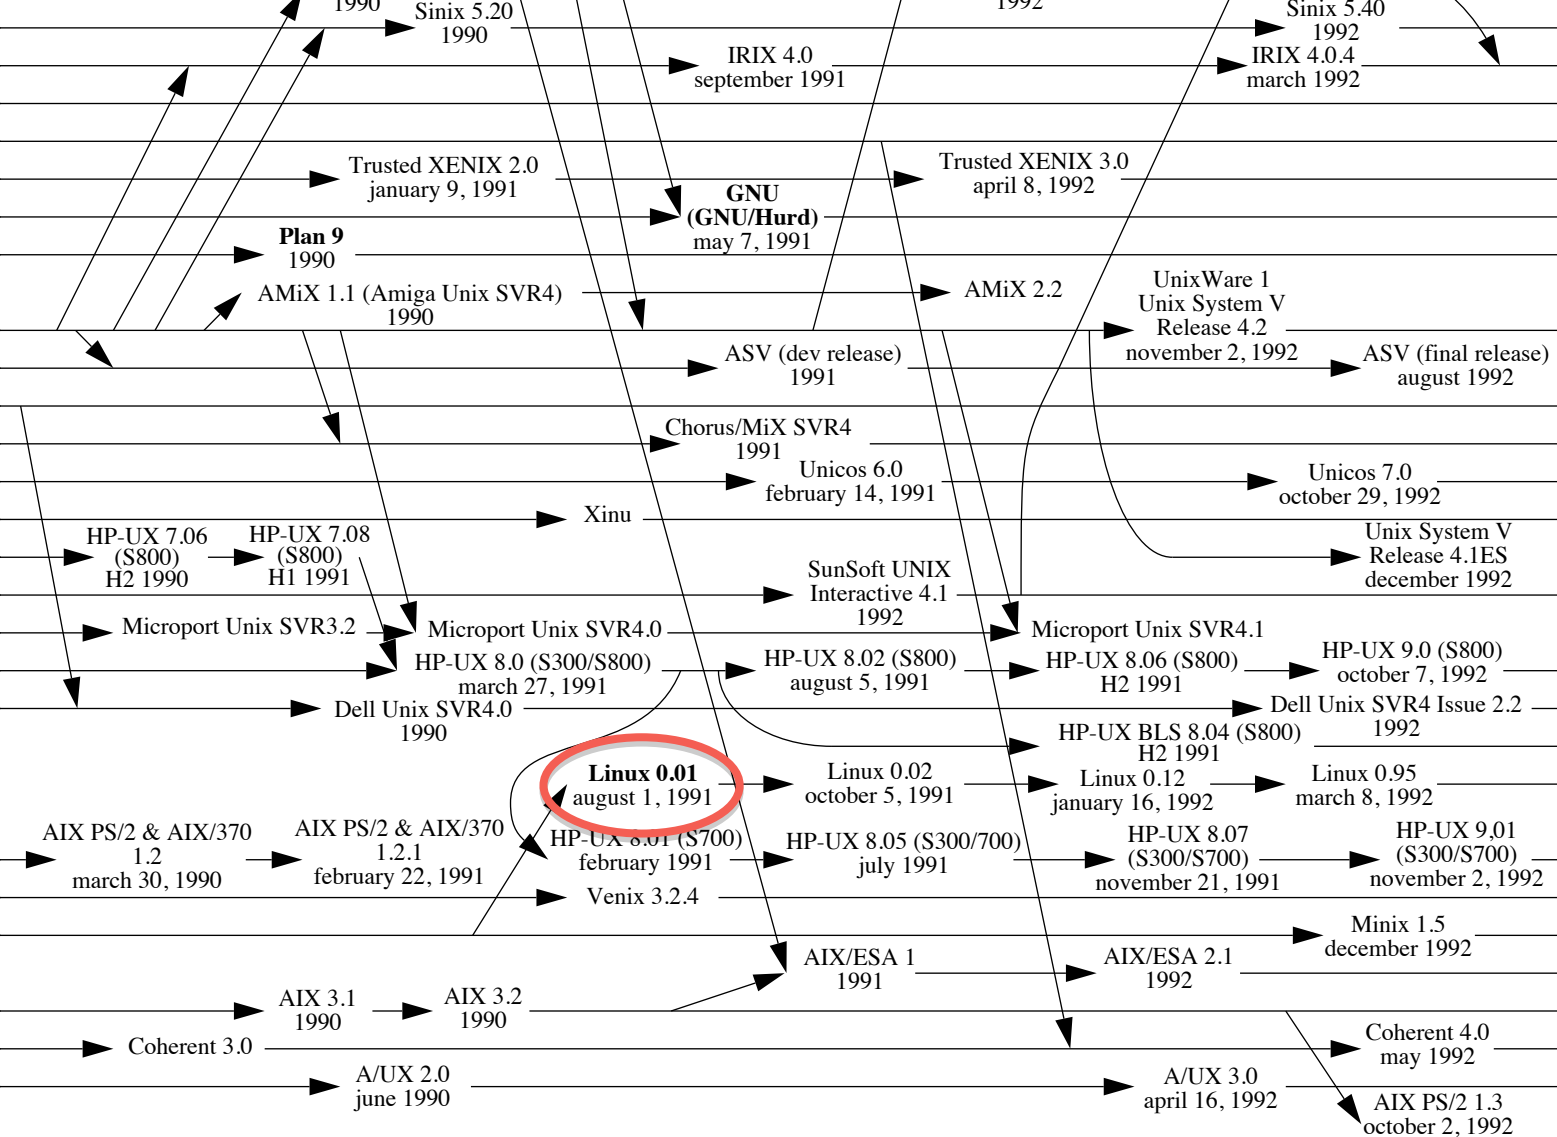 1990
Sinix 5.20
1990
1992
Sinix 5.40
1992
IRIX 4.0
september 1991
IRIX 4.0.4
march 1992
Trusted XENIX 2.0
january 9, 1991
Trusted XENIX 3.0
april 8, 1992
GNU
(GNU/Hurd)
may 7, 1991
Plan 9
1990
AMiX 1.1 (Amiga Unix SVR4)
1990
AMiX 2.2
UnixWare 1
Unix System V
Release 4.2
november 2, 1992
ASV (dev release)
1991
ASV (final release)
august 1992
Chorus/MiX SVR4
1991
Unicos 6.0
february 14, 1991
Unicos 7.0
october 29, 1992
Xinu
HP-UX 7.06
(S800)
H2 1990
HP-UX 7.08
(S800)
H1 1991
Unix System V
Release 4.1ES
december 1992
SunSoft UNIX
Interactive 4.1
1992
Microport Unix SVR3.2
Microport Unix SVR4.0
Microport Unix SVR4.1
HP-UX 8.0 (S300/S800)
march 27, 1991
HP-UX 8.02 (S800)
august 5, 1991
HP-UX 8.06 (S800)
H2 1991
HP-UX 9.0 (S800)
october 7, 1992
Dell Unix SVR4.0
1990
Dell Unix SVR4 Issue 2.2
1992
HP-UX BLS 8.04 (S800)
H2 1991
Linux 0.01
august 1, 1991
Linux 0.02
october 5, 1991
Linux 0.12
january 16, 1992
Linux 0.95
march 8, 1992
AIX PS/2 & AIX/370
1.2
march 30, 1990
AIX PS/2 & AIX/370
1.2.1
february 22, 1991
HP-UX 8.01 (S700)
february 1991
HP-UX 8.05 (S300/700)
july 1991
HP-UX 8.07
(S300/S700)
november 21, 1991
HP-UX 9,01
(S300/S700)
november 2, 1992
Venix 3.2.4
Minix 1.5
december 1992
AIX/ESA 1
1991
AIX/ESA 2.1
1992
AIX 3.1
1990
AIX 3.2
1990
Coherent 3.0
Coherent 4.0
may 1992
A/UX 2.0
june 1990
A/UX 3.0
april 16, 1992
AIX PS/2 1.3
october 2, 1992